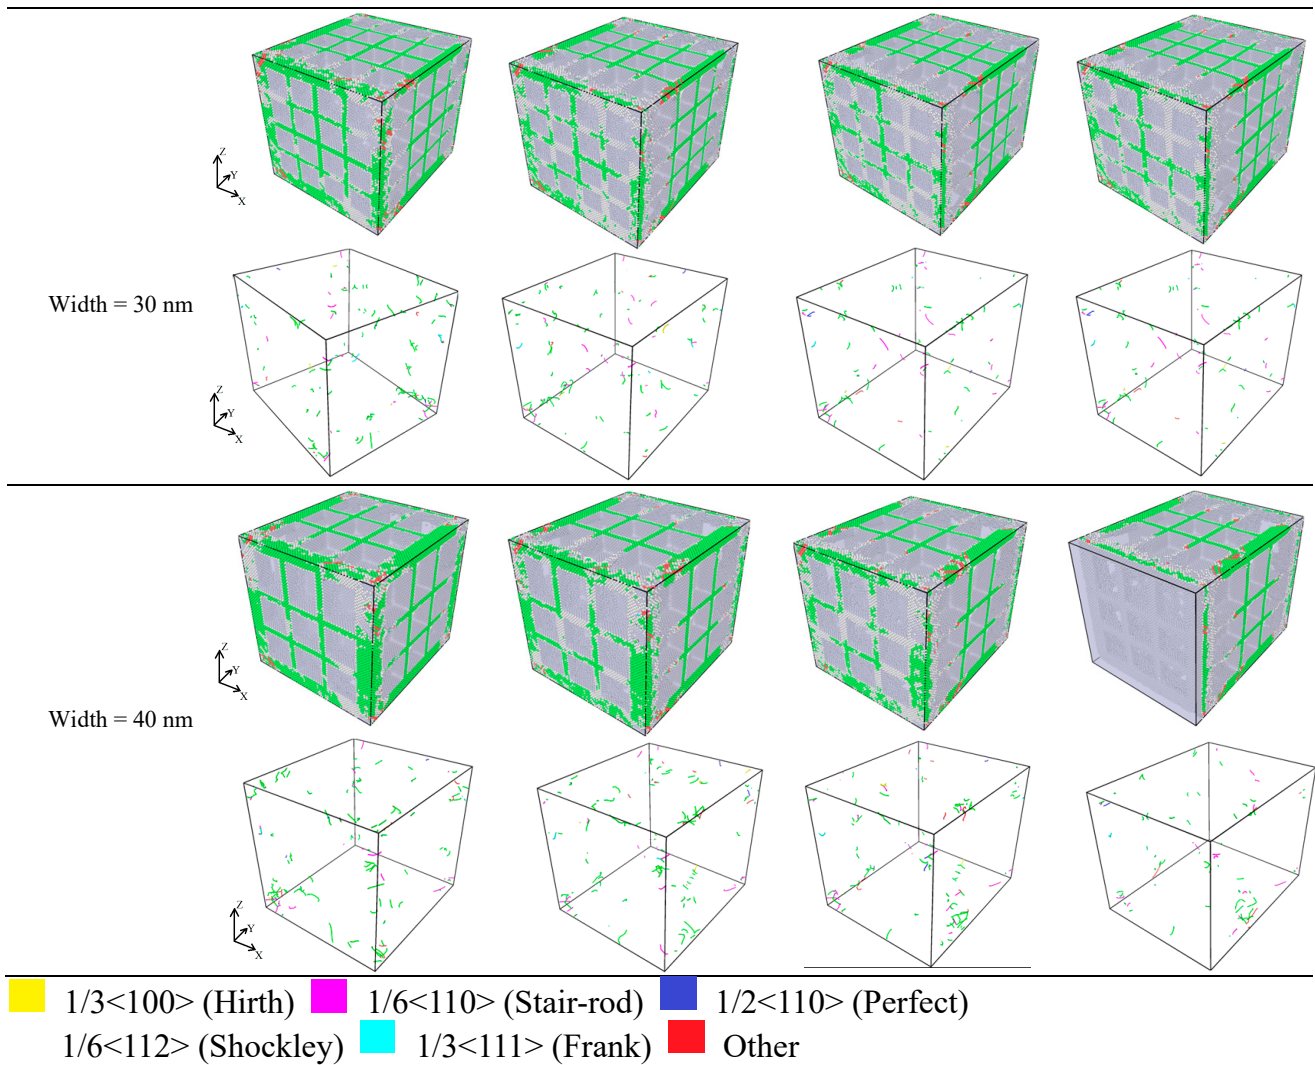 Z
Y
X
Width = 30 nm
Z
Y
X
Z
Y
X
Width = 40 nm
Z
Y
X
1/3<100> (Hirth) 1/6<110> (Stair-rod) 1/2<110> (Perfect)
1/6<112> (Shockley) 1/3<111> (Frank) Other